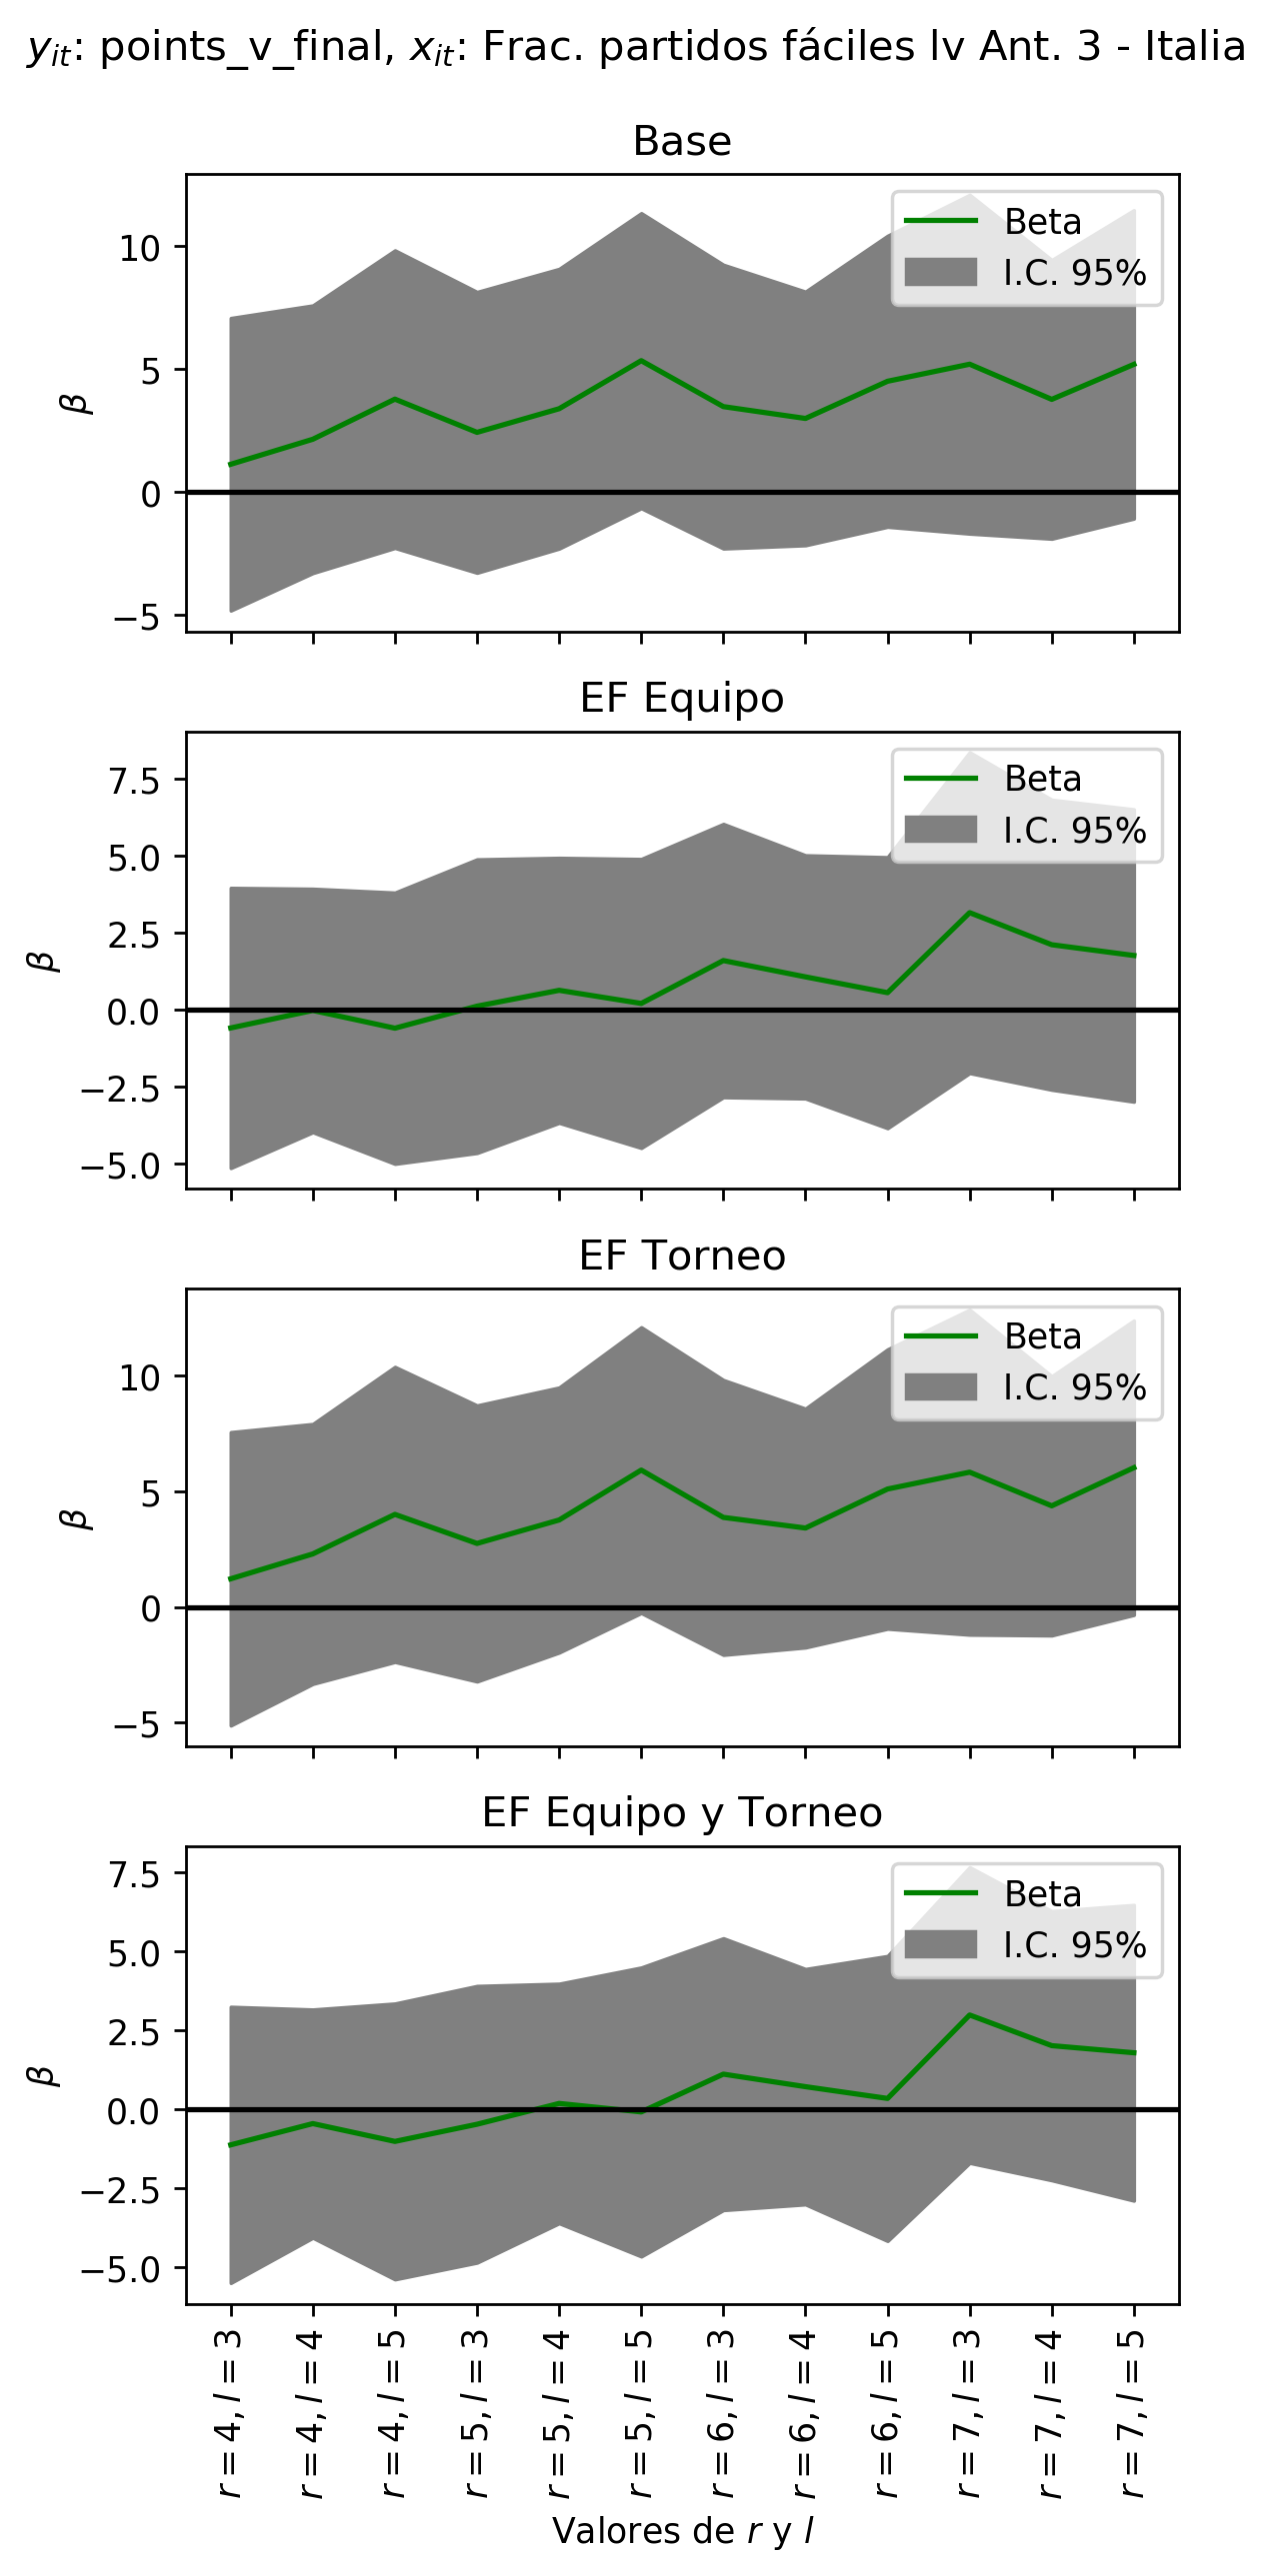 y_it: points_v_final, x_it: Frac. partidos fáciles lv Ant. 3 - Italia
Base
Beta
I.C. 95%
10
5
0
−5
β
EF Equipo
Beta
I.C. 95%
7.5
5.0
2.5
0.0
−2.5
−5.0
β
EF Torneo
Beta
I.C. 95%
10
5
0
−5
β
EF Equipo y Torneo
Beta
I.C. 95%
7.5
5.0
2.5
0.0
−2.5
−5.0
β
r = 4, l = 3
r = 4, l = 4
r = 4, l = 5
r = 5, l = 3
r = 5, l = 4
r = 5, l = 5
r = 6, l = 3
r = 6, l = 4
r = 6, l = 5
r = 7, l = 3
r = 7, l = 4
r = 7, l = 5
Valores de r y l